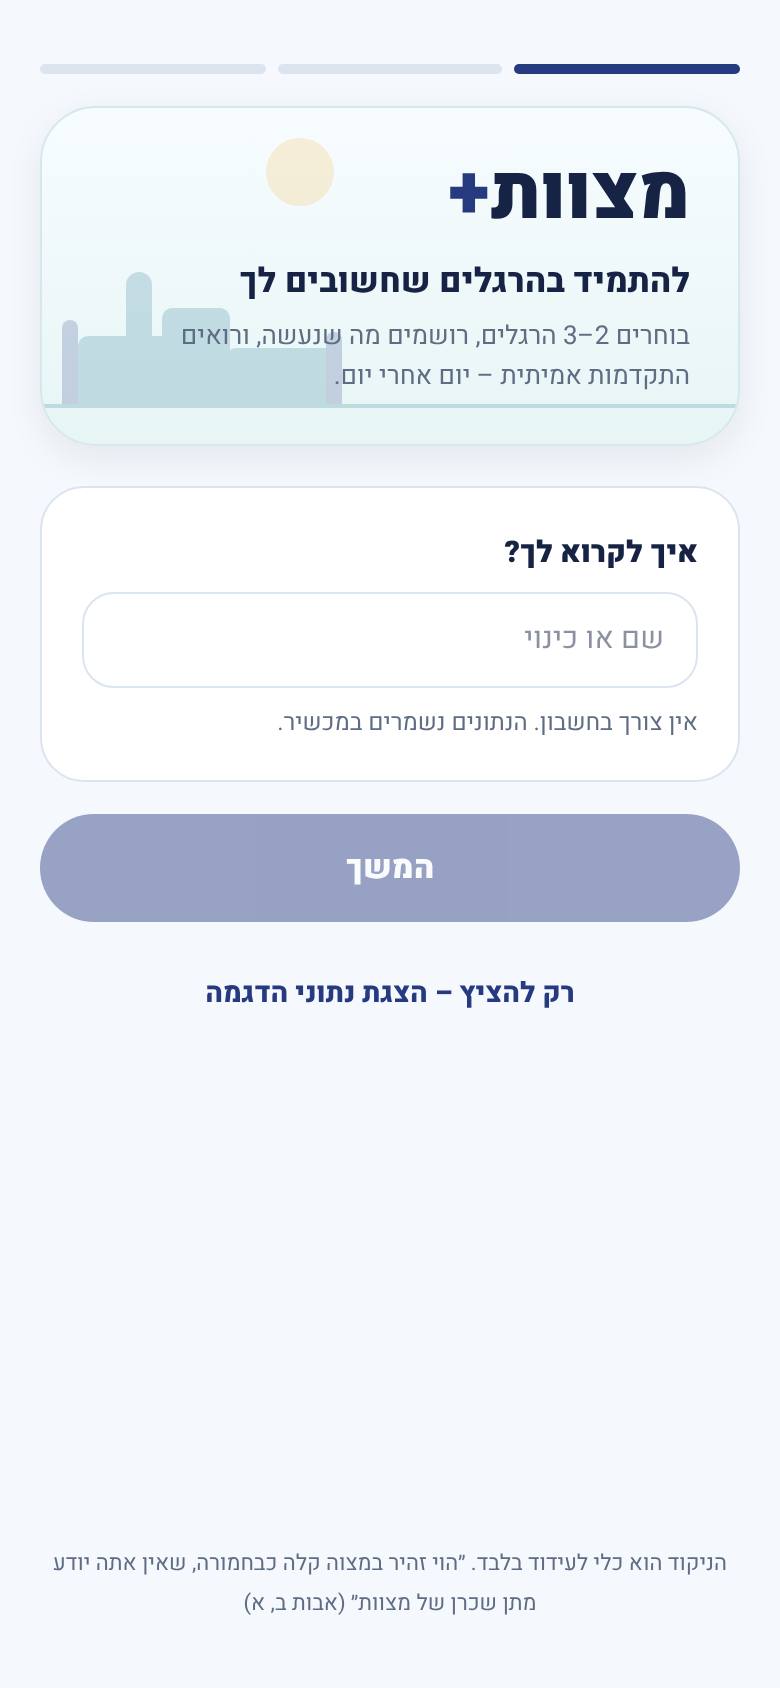 מצוות+
להתמיד בהרגלים שחשובים לך
בוחרים 2–3 הרגלים, רושמים מה שנעשה, ורואים
התקדמות אמיתית – יום אחרי יום.
איך לקרוא לך?
שם או כינוי
אין צורך בחשבון. הנתונים נשמרים במכשיר.
המשך
רק להציץ – הצגת נתוני הדגמה
הניקוד הוא כלי לעידוד בלבד. ״הוי זהיר במצוה קלה כבחמורה, שאין אתה יודע
מתן שכרן של מצוות״ (אבות ב, א)